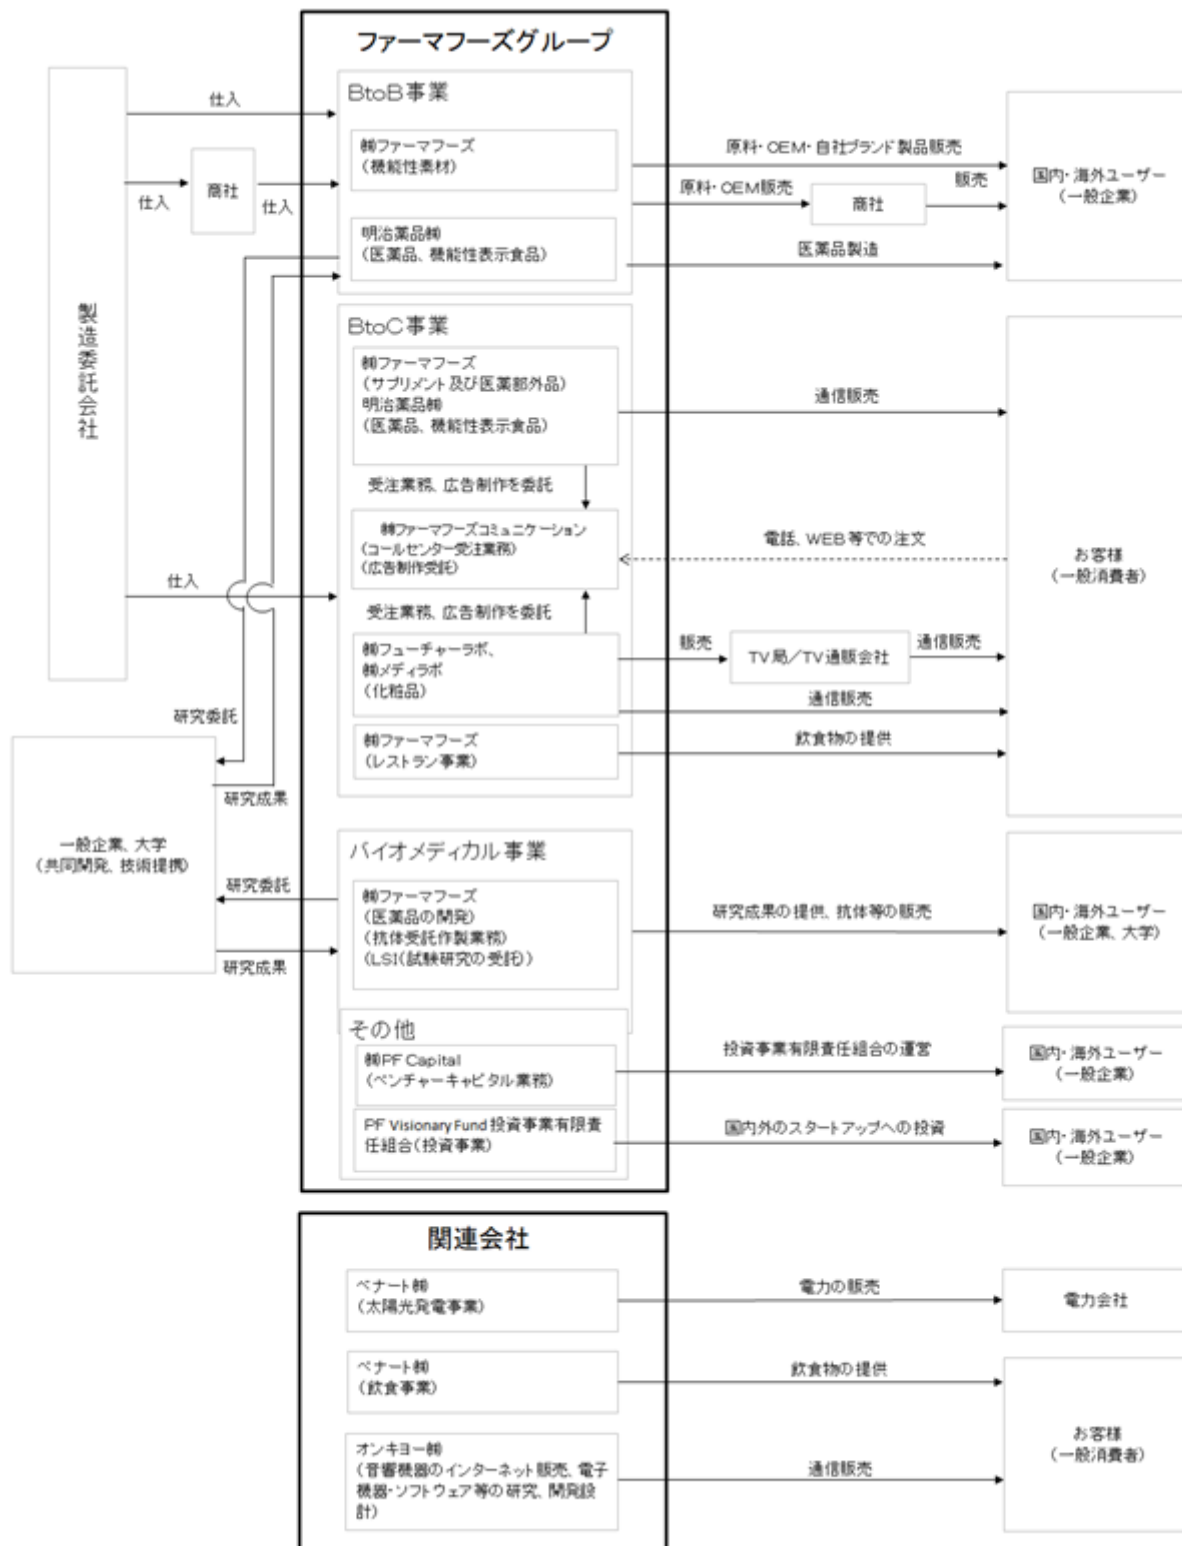 ファーマフーズグループ
BtoB事業
仕入
㈱ファーマフーズ
(機能性素材)
原料・OEM・自社ブランド製品販売
国内・海外ユーザー
(一般企業)
商社
仕入
仕入
原料・OEM販売
商社
販売
明治薬品㈱
(医薬品、機能性表示食品)
医薬品製造
製造委託会社
BtoC事業
㈱ファーマフーズ
(サプリメント及び医薬部外品)
明治薬品㈱
(医薬品、機能性表示食品)
通信販売
受注業務、広告制作を委託
㈱ファーマフーズコミュニケーション
(コールセンター受注業務)
(広告制作受託)
電話、WEB等での注文
お客様
(一般消費者)
仕入
受注業務、広告制作を委託
㈱フューチャーラボ、
㈱メディラボ
(化粧品)
販売
TV局/TV通販会社
通信販売
通信販売
研究委託
㈱ファーマフーズ
(レストラン事業)
飲食物の提供
研究成果
一般企業、大学
(共同開発、技術提携)
バイオメディカル事業
研究委託
㈱ファーマフーズ
(医薬品の開発)
(抗体受託作製業務)
(LSI(試験研究の受託))
研究成果の提供、抗体等の販売
国内・海外ユーザー
(一般企業、大学)
研究成果
その他
㈱PF Capital
(ベンチャーキャピタル業務)
投資事業有限責任組合の運営
国内・海外ユーザー
(一般企業)
PF Visionary Fund 投資事業有限責
任組合(投資事業)
国内外のスタートアップへの投資
国内・海外ユーザー
(一般企業)
関連会社
ベナート㈱
(太陽光発電事業)
電力の販売
電力会社
ベナート㈱
(飲食事業)
飲食物の提供
お客様
(一般消費者)
オンキヨー㈱
(音響機器のインターネット販売、電子
機器・ソフトウェア等の研究、開発設
計)
通信販売